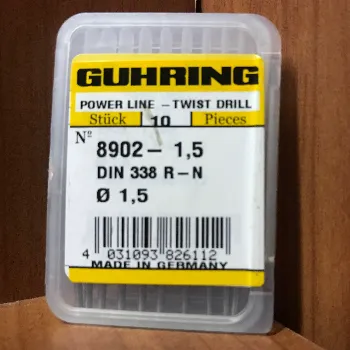 GUHRING
POWER LINE – TWIST DRILL
Stück 10 Pieces
Nº
8902– 1,5
DIN 338 R–N
Ø 1,5
4 031093 826112
MADE IN GERMANY